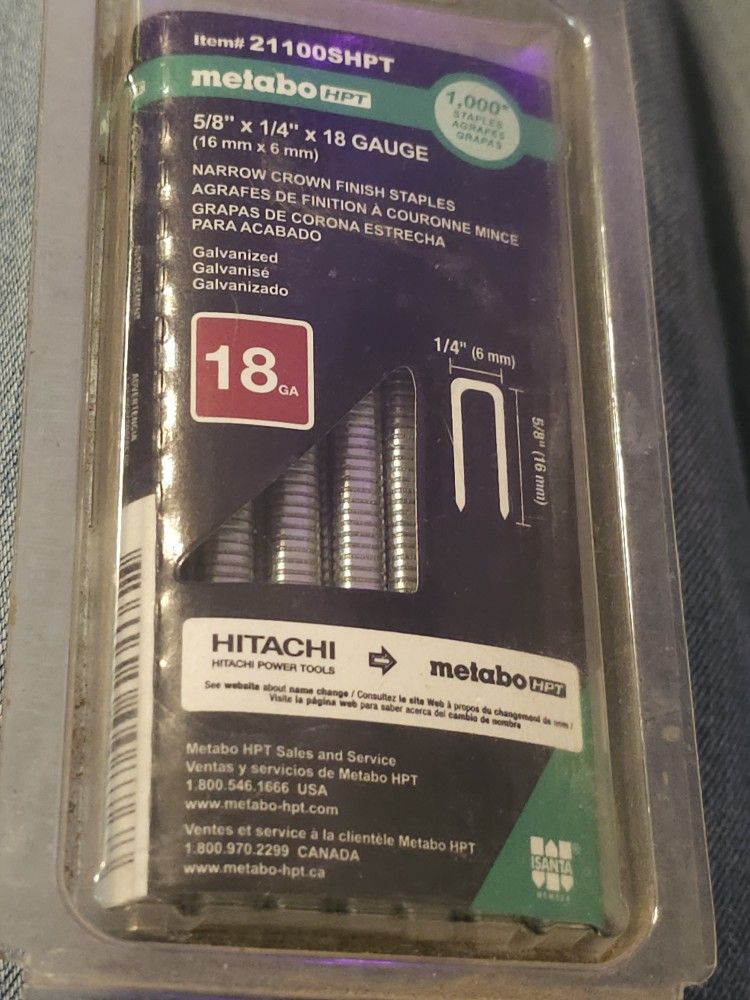 Item# 21100SHPT
metabo HPT
1,000*
STAPLES
AGRAFES
GRAPAS
5/8" x 1/4" x 18 GAUGE
(16 mm x 6 mm)
NARROW CROWN FINISH STAPLES
AGRAFES DE FINITION À COURONNE MINCE
GRAPAS DE CORONA ESTRECHA
PARA ACABADO
Galvanized
Galvanisé
Galvanizado
18 GA
1/4" (6 mm)
5/8" (16 mm)
HITACHI
HITACHI POWER TOOLS
metabo HPT
See website about name change / Consultez le site Web à propos du changement de nom /
Visite la página web para saber acerca del cambio de nombre
Metabo HPT Sales and Service
Ventas y servicios de Metabo HPT
1.800.546.1666 USA
www.metabo-hpt.com
Ventes et service à la clientèle Metabo HPT
1.800.970.2299 CANADA
www.metabo-hpt.ca
ISANTA
MEMBER